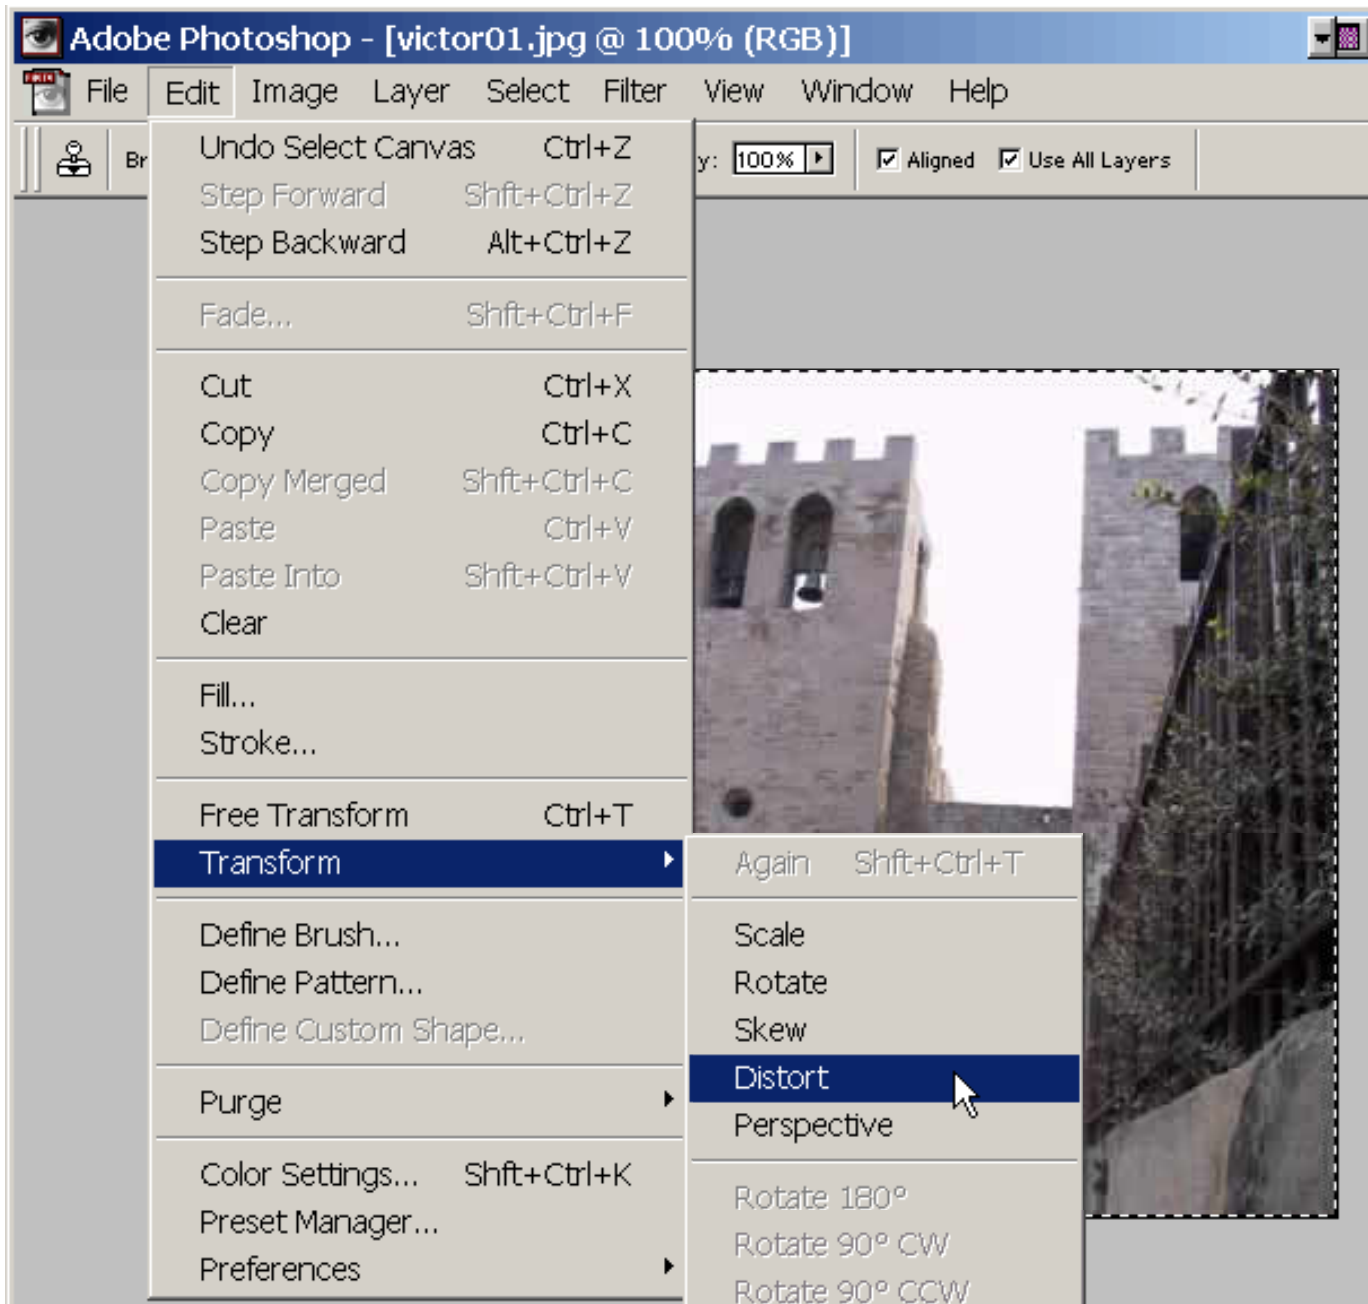 Adobe Photoshop - [victor01.jpg @ 100% (RGB)]
File Edit Image Layer Select Filter View Window Help
Br y: 100% Aligned Use All Layers
Undo Select Canvas Ctrl+Z
Step Forward Shft+Ctrl+Z
Step Backward Alt+Ctrl+Z
Fade... Shft+Ctrl+F
Cut Ctrl+X
Copy Ctrl+C
Copy Merged Shft+Ctrl+C
Paste Ctrl+V
Paste Into Shft+Ctrl+V
Clear
Fill...
Stroke...
Free Transform Ctrl+T
Transform
Define Brush...
Define Pattern...
Define Custom Shape...
Purge
Color Settings... Shft+Ctrl+K
Preset Manager...
Preferences
Again Shft+Ctrl+T
Scale
Rotate
Skew
Distort
Perspective
Rotate 180°
Rotate 90° CW
Rotate 90° CCW